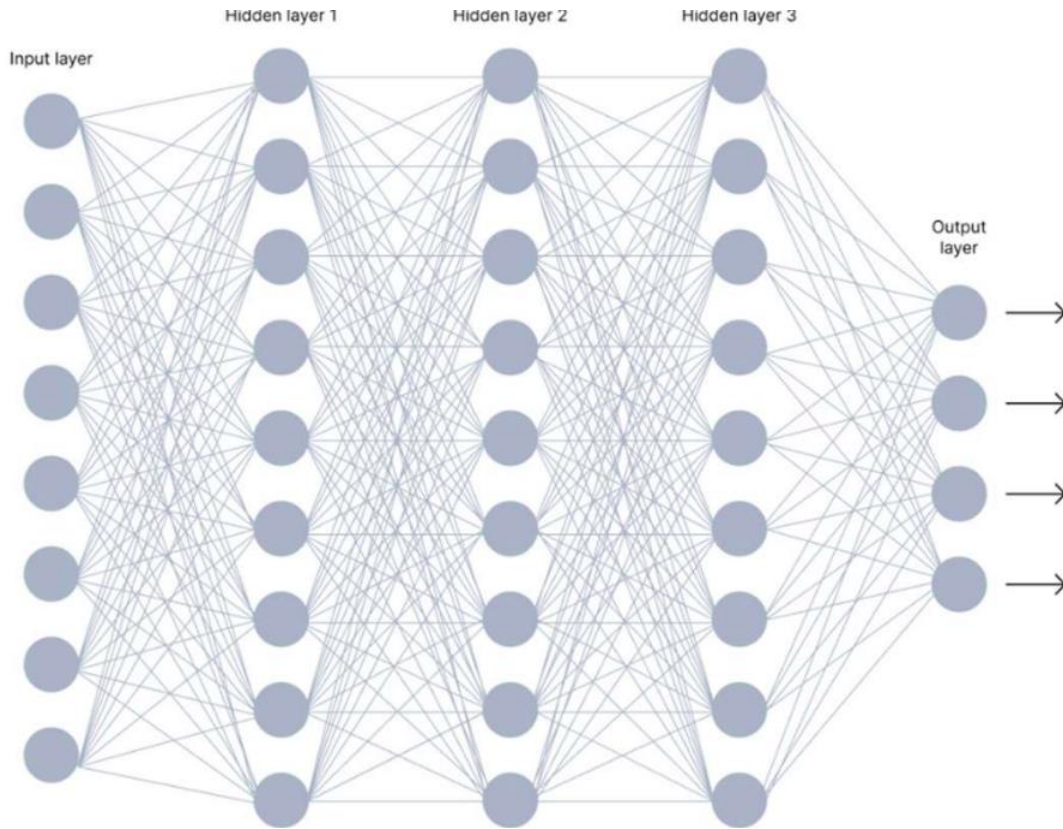 Hidden layer 1
Hidden layer 2
Hidden layer 3
Input layer
Output
layer